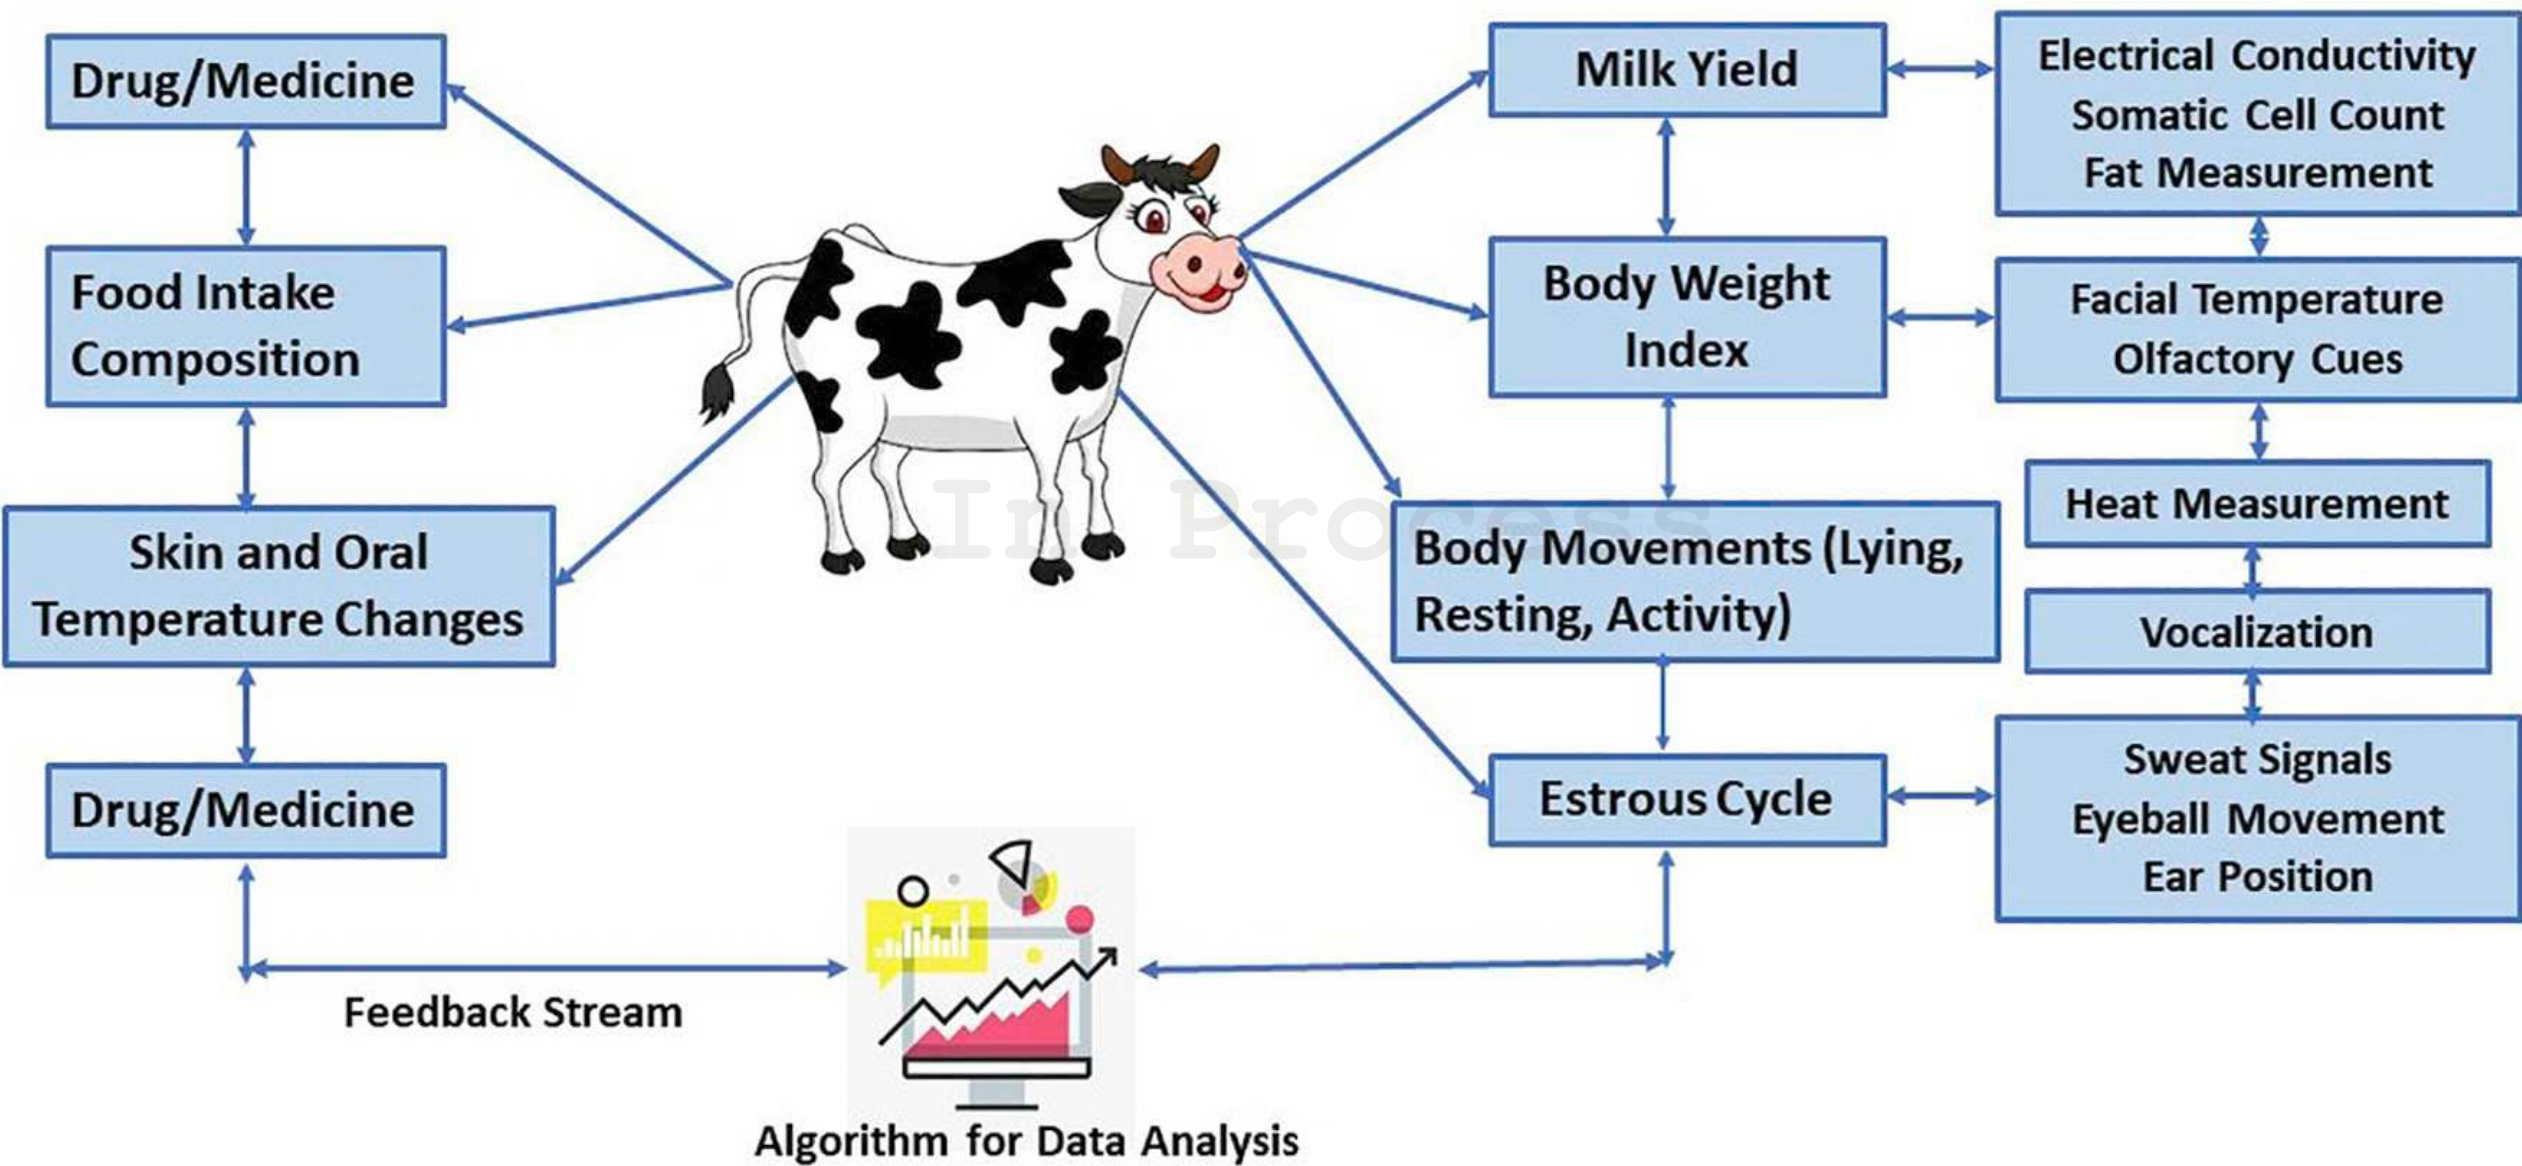 Drug/Medicine
Food Intake
Composition
Skin and Oral
Temperature Changes
Drug/Medicine
Feedback Stream
In Process
Algorithm for Data Analysis
Milk Yield
Body Weight
Index
Body Movements (Lying,
Resting, Activity)
Estrous Cycle
Electrical Conductivity
Somatic Cell Count
Fat Measurement
Facial Temperature
Olfactory Cues
Heat Measurement
Vocalization
Sweat Signals
Eyeball Movement
Ear Position